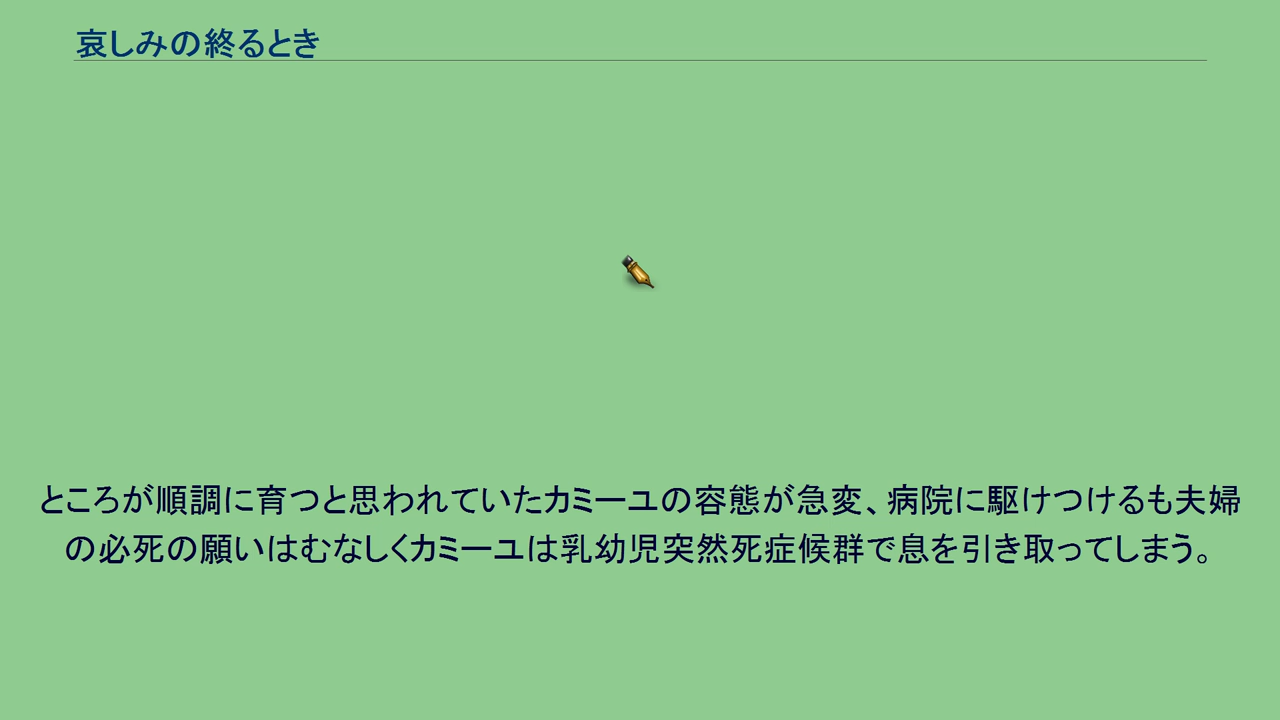 哀しみの終るとき
ところが順調に育つと思われていたカミーユの容態が急変、病院に駆けつけるも夫婦
の必死の願いはむなしくカミーユは乳幼児突然死症候群で息を引き取ってしまう。